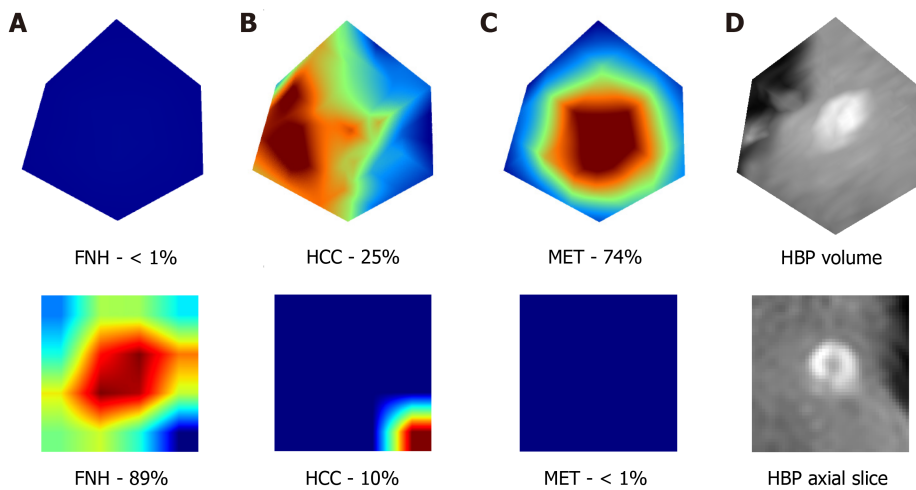 A B C D
FNH - < 1% HCC - 25% MET - 74% HBP volume
FNH - 89% HCC - 10% MET - < 1% HBP axial slice